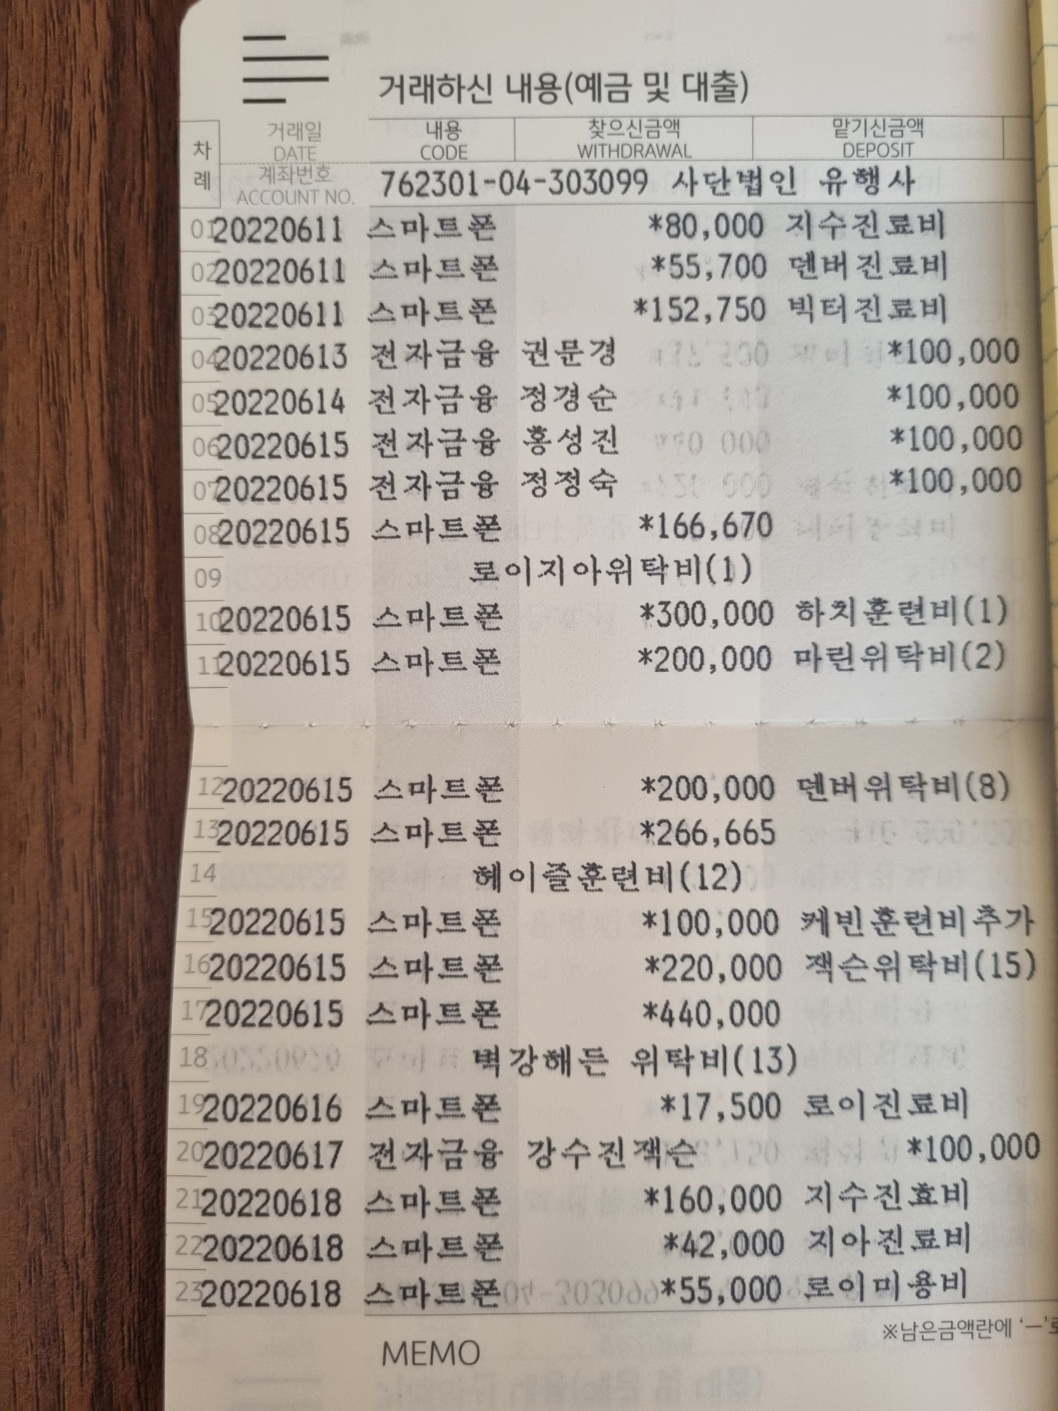 거래하신 내용(예금 및 대출)
차례 거래일 DATE 내용 CODE 찾으신금액 WITHDRAWAL 맡기신금액 DEPOSIT
계좌번호 ACCOUNT NO. 762301-04-303099 사단법인 유행사
01 20220611 스마트폰 *80,000 지수진료비
02 20220611 스마트폰 *55,700 덴버진료비
03 20220611 스마트폰 *152,750 빅터진료비
04 20220613 전자금융 권문경 *100,000
05 20220614 전자금융 정경순 *100,000
06 20220615 전자금융 홍성진 *100,000
07 20220615 전자금융 정정숙 *100,000
08 20220615 스마트폰 *166,670
09 로이지아위탁비(1)
10 20220615 스마트폰 *300,000 하치훈련비(1)
11 20220615 스마트폰 *200,000 마린위탁비(2)
12 20220615 스마트폰 *200,000 덴버위탁비(8)
13 20220615 스마트폰 *266,665
14 헤이즐훈련비(12)
15 20220615 스마트폰 *100,000 케빈훈련비추가
16 20220615 스마트폰 *220,000 잭슨위탁비(15)
17 20220615 스마트폰 *440,000
18 벽강해든 위탁비(13)
19 20220616 스마트폰 *17,500 로이진료비
20 20220617 전자금융 강수진잭슨 *100,000
21 20220618 스마트폰 *160,000 지수진효비
22 20220618 스마트폰 *42,000 지아진료비
23 20220618 스마트폰 *55,000 로이미용비
※남은금액란에 '-'로
MEMO